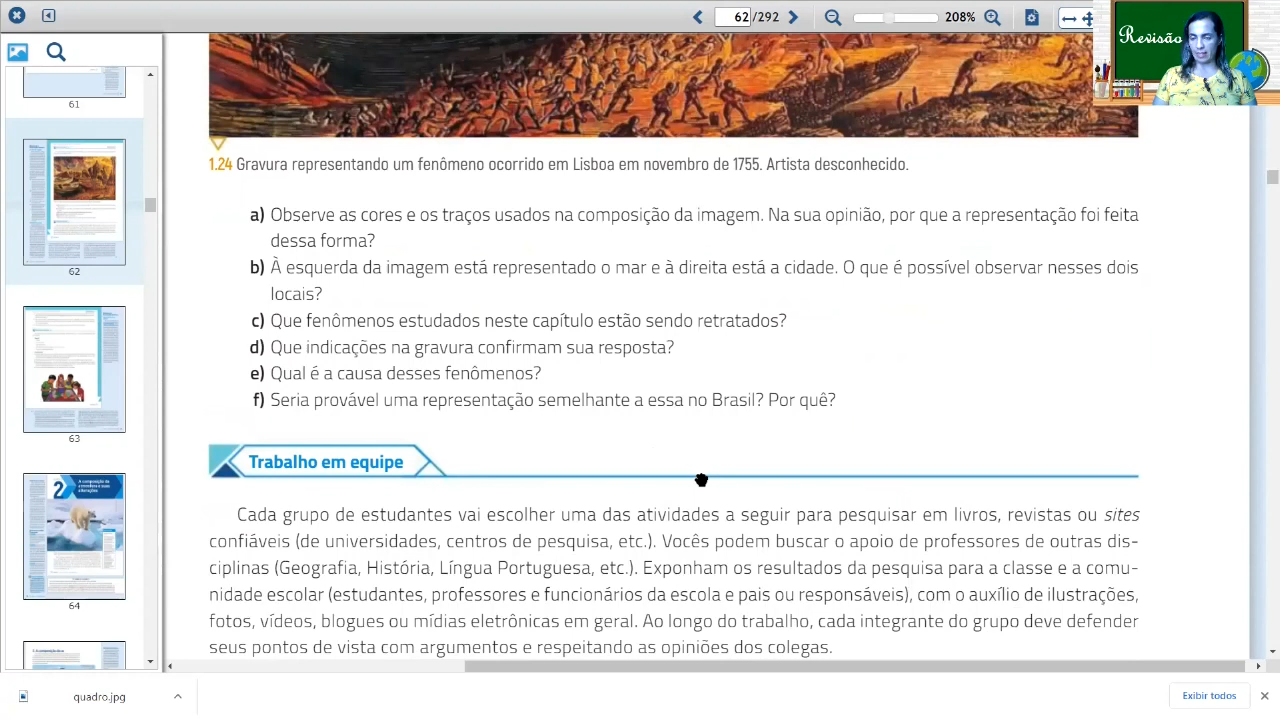 62 /292
208%
Revisão
61
62
63
2
64
1.24 Gravura representando um fenômeno ocorrido em Lisboa em novembro de 1755. Artista desconhecido.
a) Observe as cores e os traços usados na composição da imagem. Na sua opinião, por que a representação foi feita
dessa forma?
b) À esquerda da imagem está representado o mar e à direita está a cidade. O que é possível observar nesses dois
locais?
c) Que fenômenos estudados neste capítulo estão sendo retratados?
d) Que indicações na gravura confirmam sua resposta?
e) Qual é a causa desses fenômenos?
f) Seria provável uma representação semelhante a essa no Brasil? Por quê?
Trabalho em equipe
Cada grupo de estudantes vai escolher uma das atividades a seguir para pesquisar em livros, revistas ou sites
confiáveis (de universidades, centros de pesquisa, etc.). Vocês podem buscar o apoio de professores de outras dis-
ciplinas (Geografia, História, Língua Portuguesa, etc.). Exponham os resultados da pesquisa para a classe e a comu-
nidade escolar (estudantes, professores e funcionários da escola e pais ou responsáveis), com o auxílio de ilustrações,
fotos, vídeos, blogues ou mídias eletrônicas em geral. Ao longo do trabalho, cada integrante do grupo deve defender
seus pontos de vista com argumentos e respeitando as opiniões dos colegas.
quadro.jpg
Exibir todos